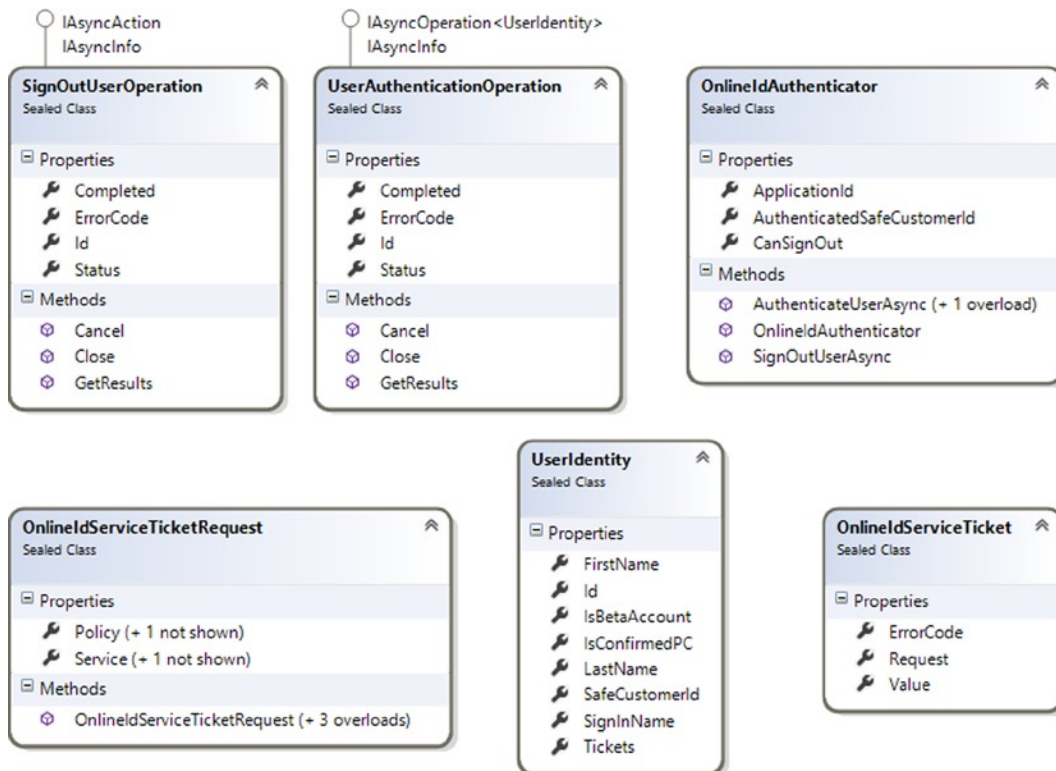 IAsyncAction
IAsyncInfo
SignOutUserOperation
Sealed Class
Properties
Completed
ErrorCode
Id
Status
Methods
Cancel
Close
GetResults
IAsyncOperation<UserIdentity>
IAsyncInfo
UserAuthenticationOperation
Sealed Class
Properties
Completed
ErrorCode
Id
Status
Methods
Cancel
Close
GetResults
OnlineIdAuthenticator
Sealed Class
Properties
ApplicationId
AuthenticatedSafeCustomerId
CanSignOut
Methods
AuthenticateUserAsync (+ 1 overload)
OnlineIdAuthenticator
SignOutUserAsync
OnlineIdServiceTicketRequest
Sealed Class
Properties
Policy (+ 1 not shown)
Service (+ 1 not shown)
Methods
OnlineIdServiceTicketRequest (+ 3 overloads)
UserIdentity
Sealed Class
Properties
FirstName
Id
IsBetaAccount
IsConfirmedPC
LastName
SafeCustomerId
SignInName
Tickets
OnlineIdServiceTicket
Sealed Class
Properties
ErrorCode
Request
Value